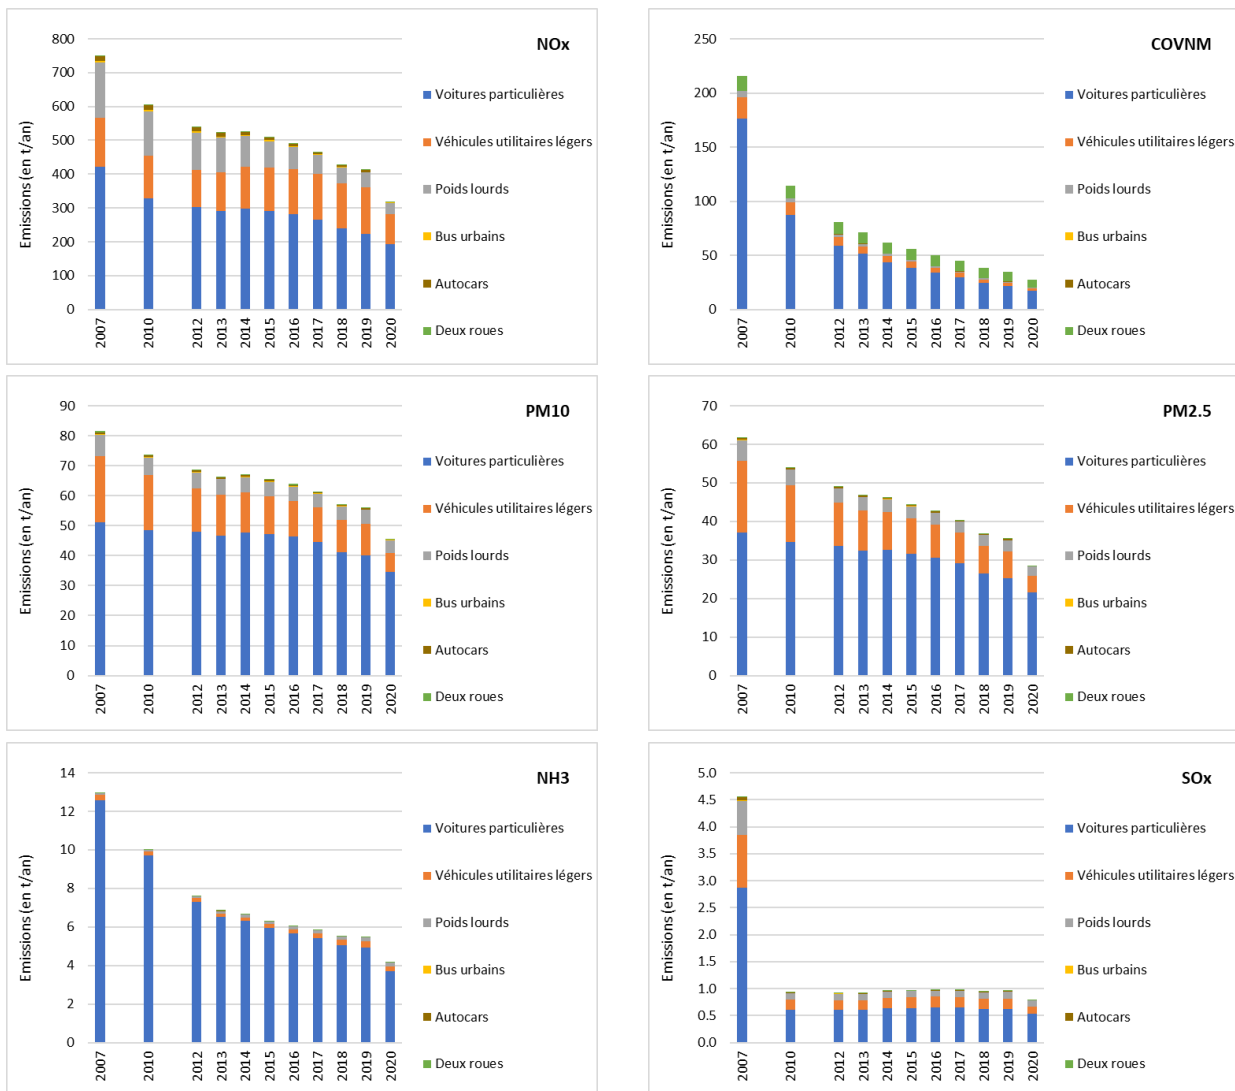 NOx
Emissions (en t/an)
800
700
600
500
400
300
200
100
0
2007
2010
2012
2013
2014
2015
2016
2017
2018
2019
2020
Voitures particulières
Véhicules utilitaires légers
Poids lourds
Bus urbains
Autocars
Deux roues
COVNM
Emissions (en t/an)
250
200
150
100
50
0
2007
2010
2012
2013
2014
2015
2016
2017
2018
2019
2020
Voitures particulières
Véhicules utilitaires légers
Poids lourds
Bus urbains
Autocars
Deux roues
PM10
Emissions (en t/an)
90
80
70
60
50
40
30
20
10
0
2007
2010
2012
2013
2014
2015
2016
2017
2018
2019
2020
Voitures particulières
Véhicules utilitaires légers
Poids lourds
Bus urbains
Autocars
Deux roues
PM2.5
Emissions (en t/an)
70
60
50
40
30
20
10
0
2007
2010
2012
2013
2014
2015
2016
2017
2018
2019
2020
Voitures particulières
Véhicules utilitaires légers
Poids lourds
Bus urbains
Autocars
Deux roues
NH3
Emissions (en t/an)
14
12
10
8
6
4
2
0
2007
2010
2012
2013
2014
2015
2016
2017
2018
2019
2020
Voitures particulières
Véhicules utilitaires légers
Poids lourds
Bus urbains
Autocars
Deux roues
SOx
Emissions (en t/an)
5.0
4.5
4.0
3.5
3.0
2.5
2.0
1.5
1.0
0.5
0.0
2007
2010
2012
2013
2014
2015
2016
2017
2018
2019
2020
Voitures particulières
Véhicules utilitaires légers
Poids lourds
Bus urbains
Autocars
Deux roues